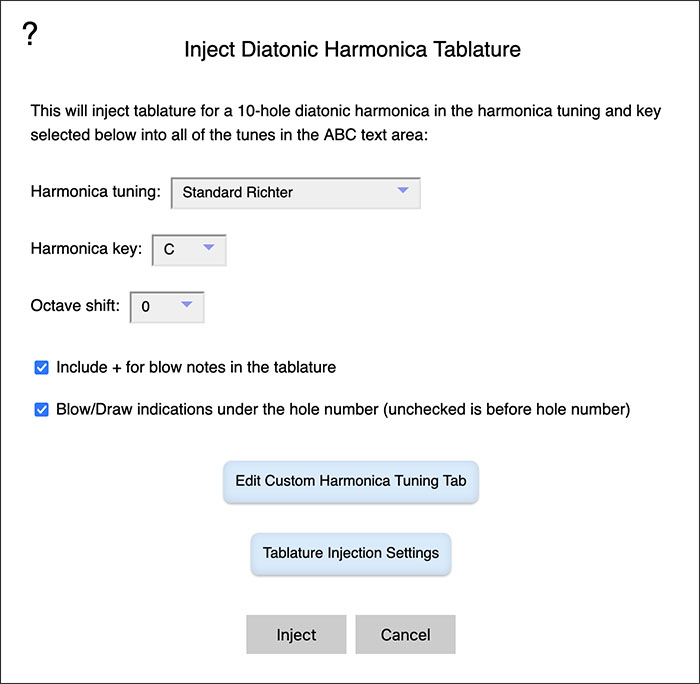 ?
Inject Diatonic Harmonica Tablature
This will inject tablature for a 10-hole diatonic harmonica in the harmonica tuning and key
selected below into all of the tunes in the ABC text area:
Harmonica tuning: Standard Richter
Harmonica key: C
Octave shift: 0
Include + for blow notes in the tablature
Blow/Draw indications under the hole number (unchecked is before hole number)
Edit Custom Harmonica Tuning Tab
Tablature Injection Settings
Inject Cancel